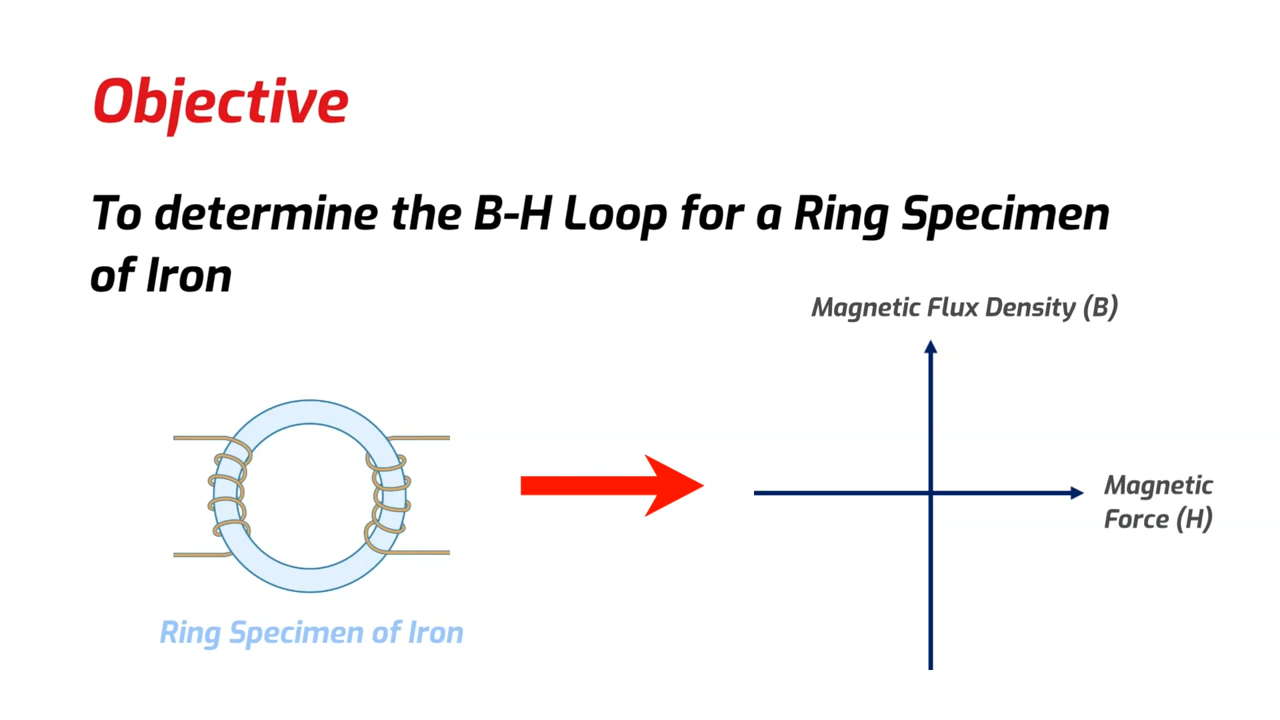 Objective
To determine the B-H Loop for a Ring Specimen
of Iron
Magnetic Flux Density (B)
Magnetic
Force (H)
Ring Specimen of Iron